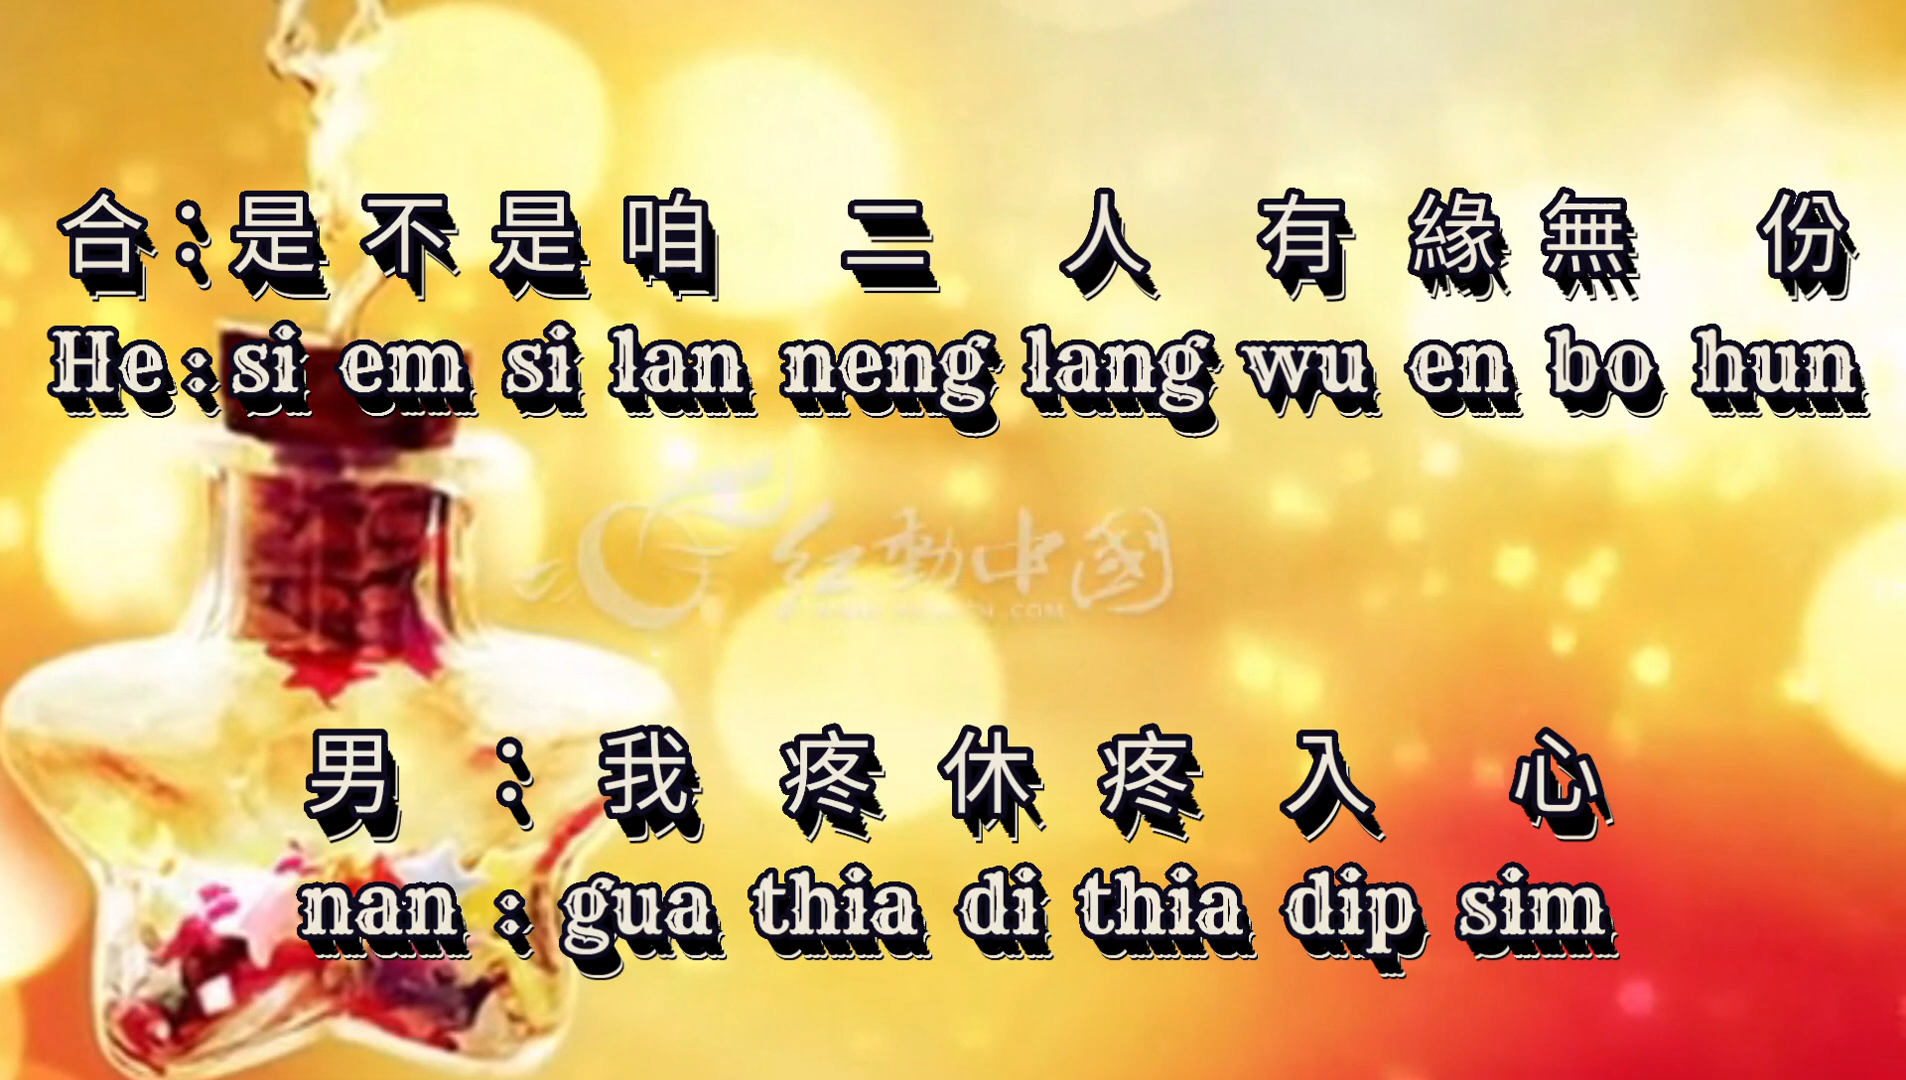 合：是不是咱二人有緣無份
He : si em si lan neng lang wu en bo hun
紅動中國
男：我疼休疼入心
nan : gua thia di thia dip sim